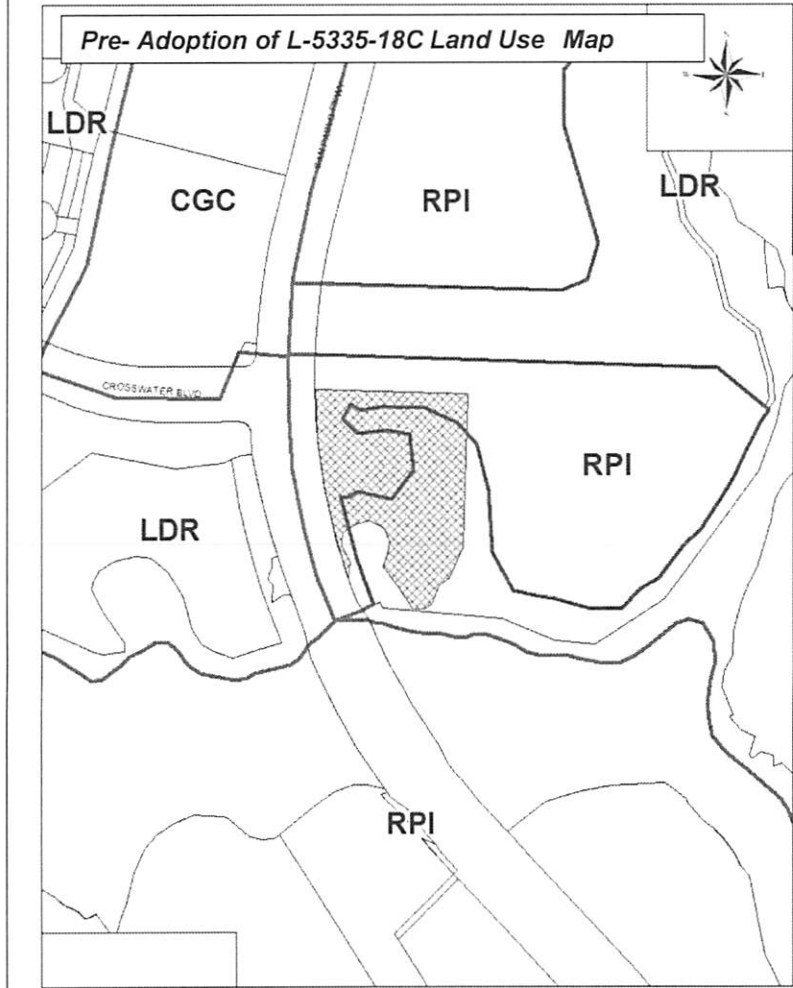 Pre- Adoption of L-5335-18C Land Use Map
LDR
CGC
RPI
LDR
CROSSWATER BLVD
RPI
LDR
RPI